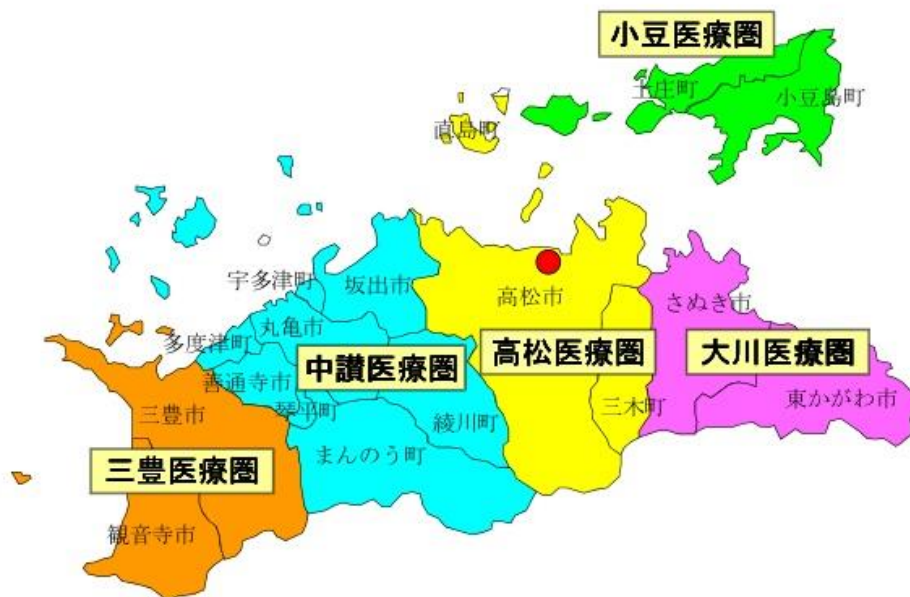 小豆医療圏
土庄町
小豆島町
直島町
宇多津町
坂出市
高松市
さぬき市
多度津町
丸亀市
中讃医療圏
高松医療圏
大川医療圏
善通寺市
三豊市
琴平町
綾川町
三木町
東かがわ市
まんのう町
三豊医療圏
観音寺市